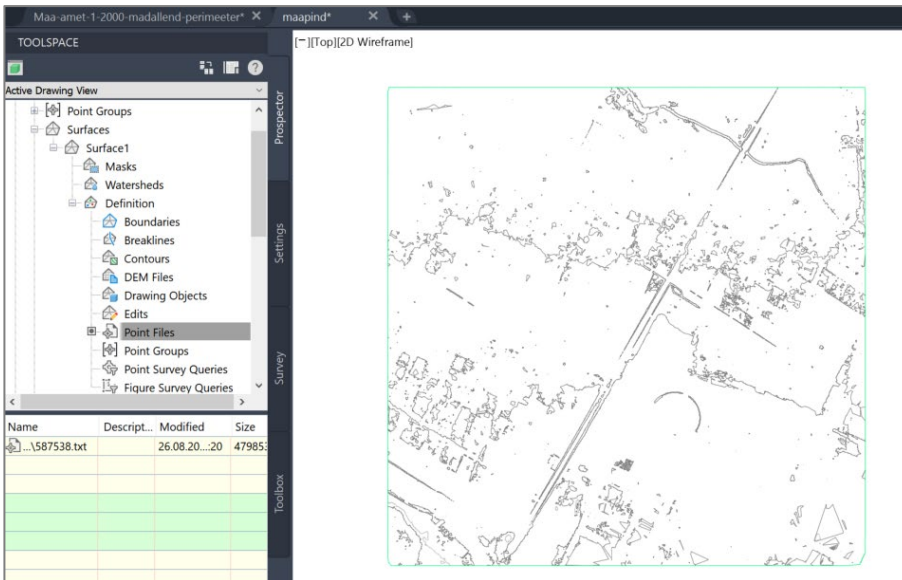 Maa-amet-1-2000-madallend-perimeeter*
maapind*
TOOLSPACE
Active Drawing View
Point Groups
Surfaces
Surface1
Masks
Watersheds
Definition
Boundaries
Breaklines
Contours
DEM Files
Drawing Objects
Edits
Point Files
Point Groups
Point Survey Queries
Figure Survey Queries
Name Descript... Modified Size
...\587538.txt 26.08.20...:20 479853
Prospector
Settings
Survey
Toolbox
[−][Top][2D Wireframe]